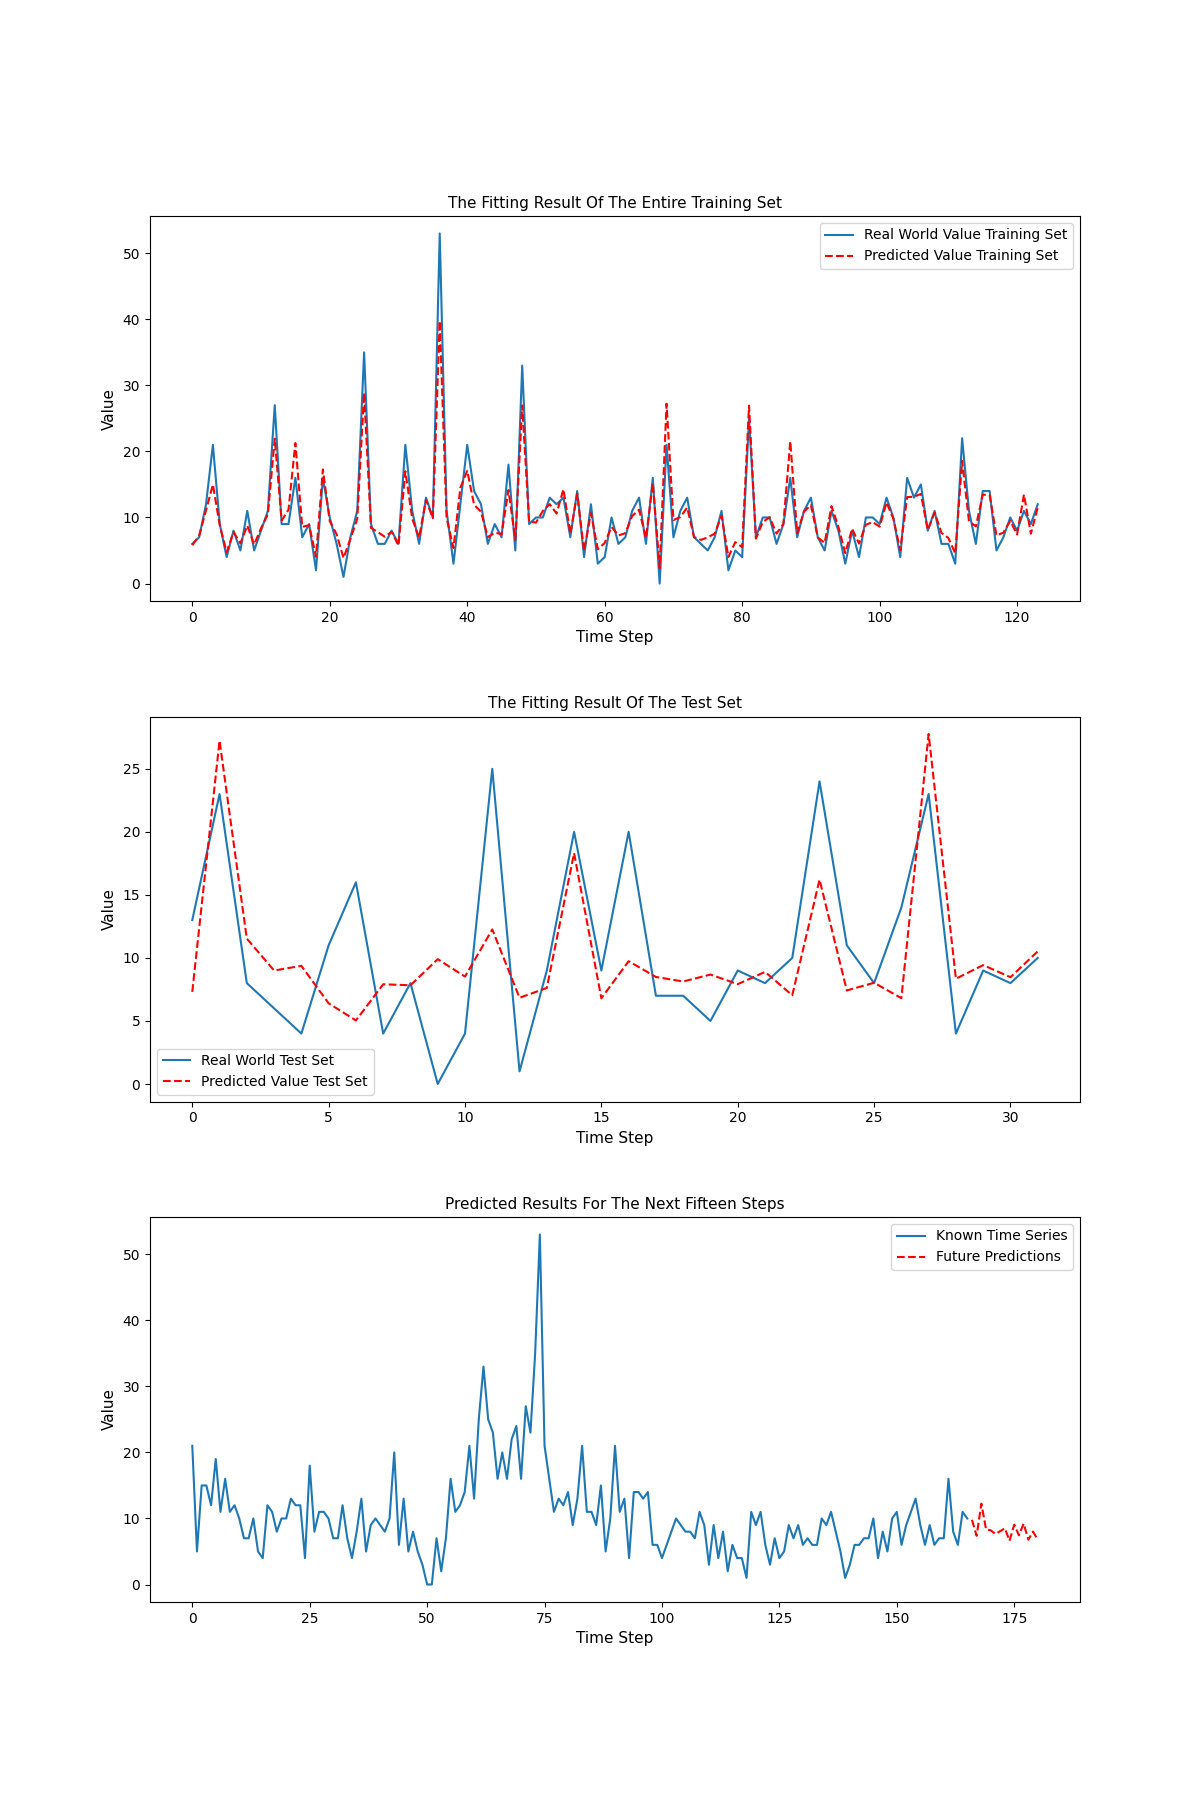 The Fitting Result Of The Entire Training Set
Real World Value Training Set
Predicted Value Training Set
Value
50
40
30
20
10
0
0 20 40 60 80 100 120
Time Step
The Fitting Result Of The Test Set
Value
25
20
15
10
5
0
Real World Test Set
Predicted Value Test Set
0 5 10 15 20 25 30
Time Step
Predicted Results For The Next Fifteen Steps
Known Time Series
Future Predictions
Value
50
40
30
20
10
0
0 25 50 75 100 125 150 175
Time Step